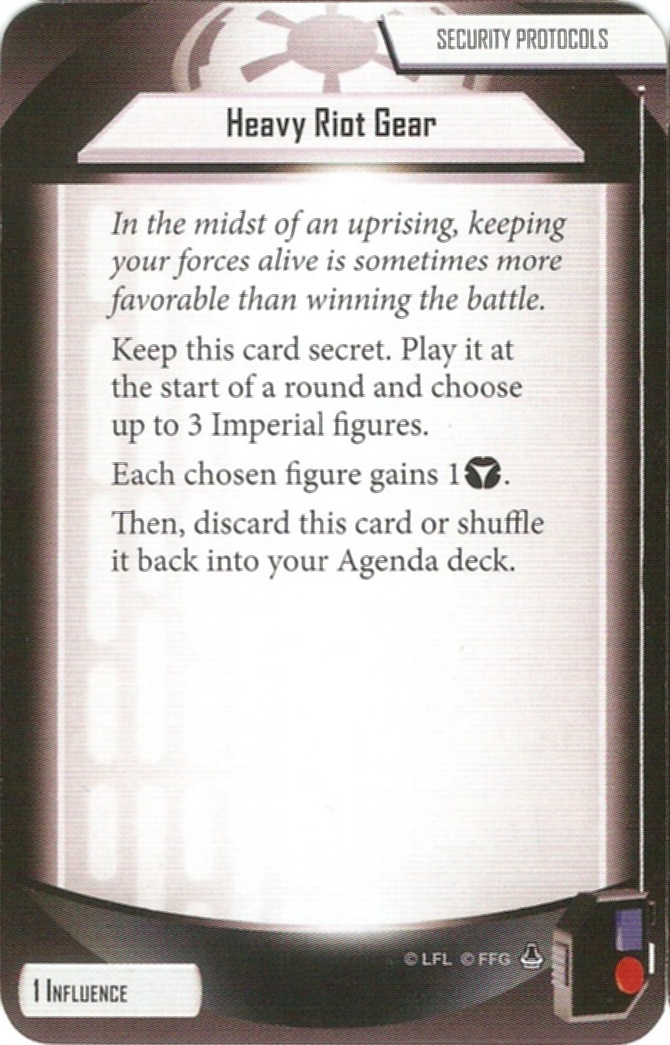 SECURITY PROTOCOLS
Heavy Riot Gear
In the midst of an uprising, keeping
your forces alive is sometimes more
favorable than winning the battle.
Keep this card secret. Play it at
the start of a round and choose
up to 3 Imperial figures.
Each chosen figure gains 1.
Then, discard this card or shuffle
it back into your Agenda deck.
© LFL © FFG
1 INFLUENCE